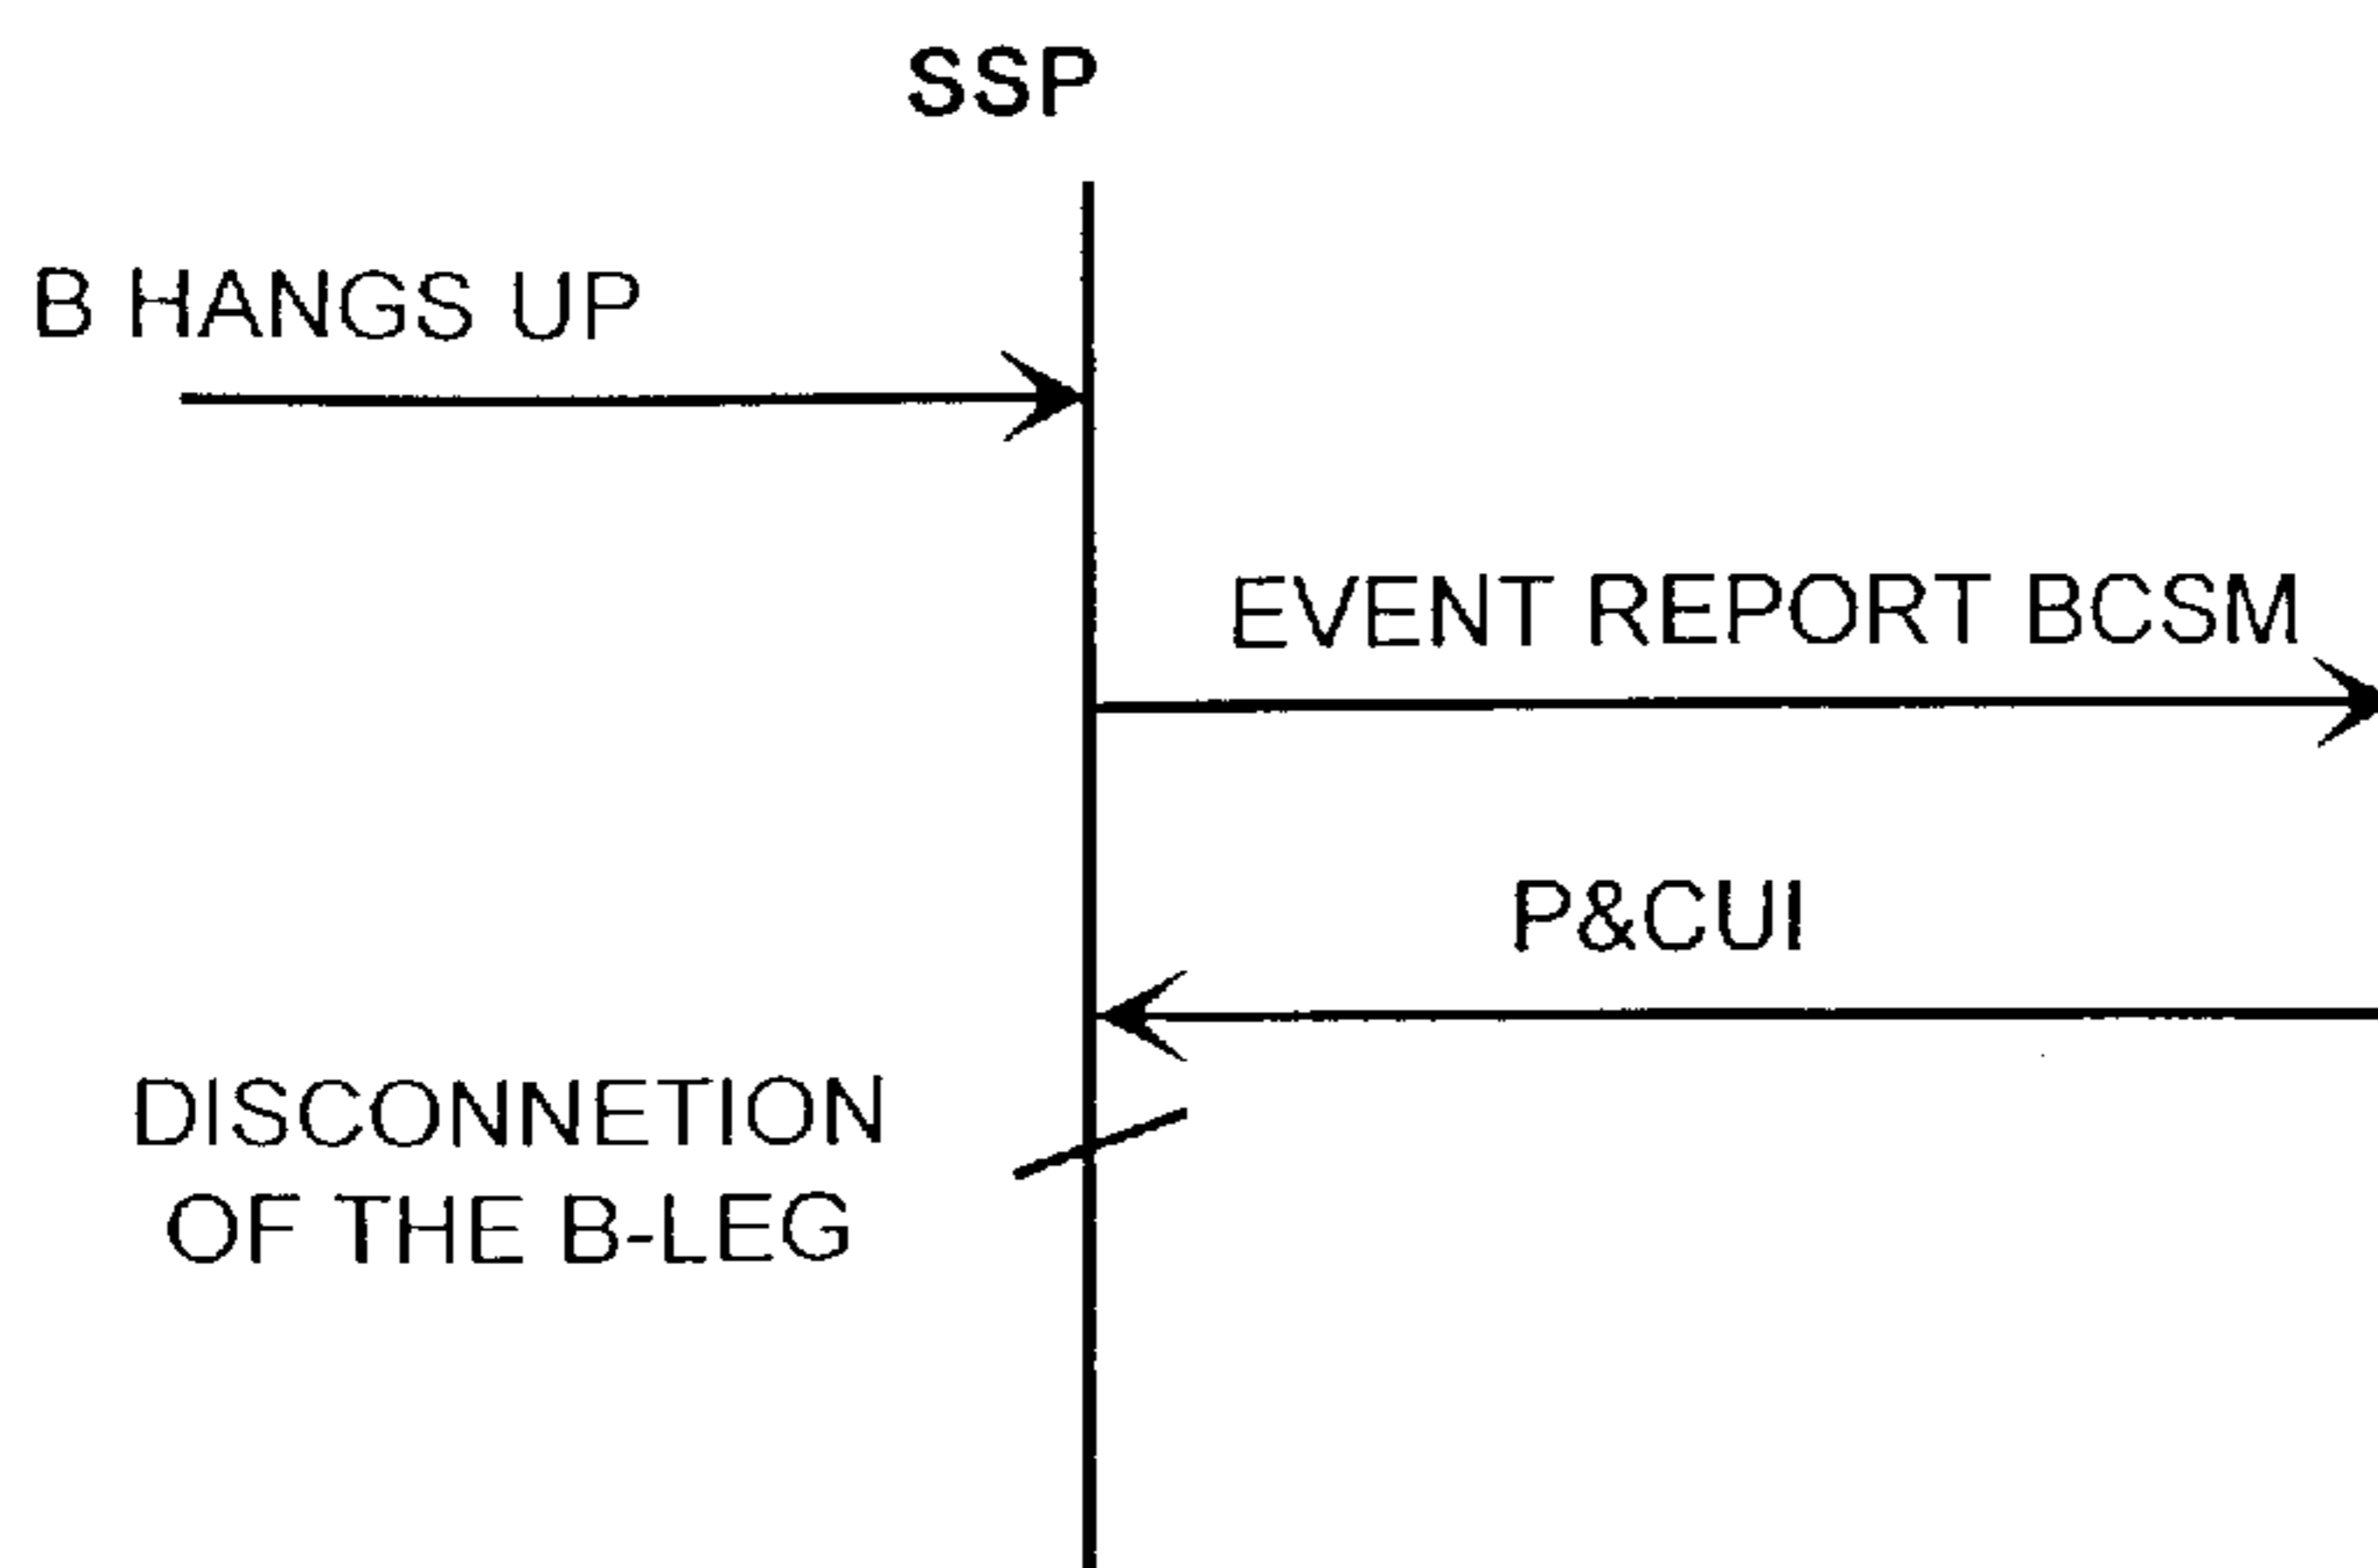 SSP
B HANGS UP
EVENT REPORT BCSM
P&CUI
DISCONNETION
OF THE B-LEG